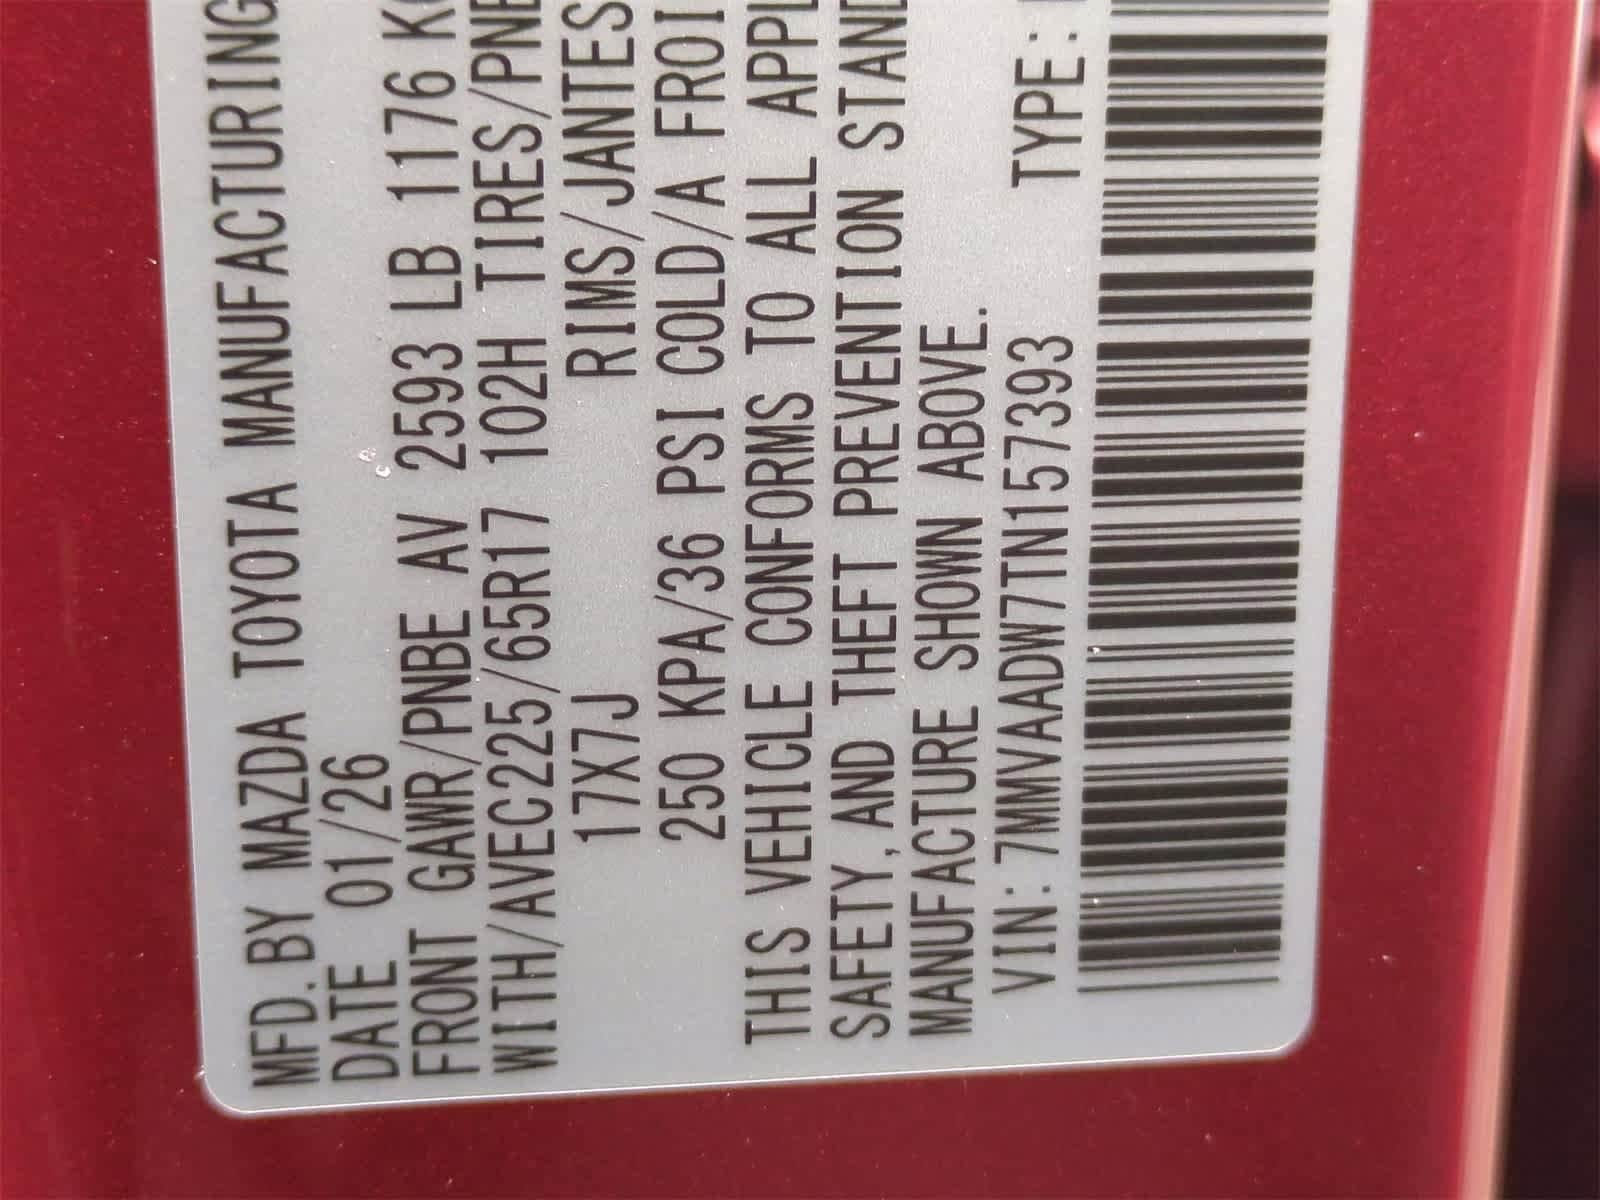 MFD. BY MAZDA TOYOTA MANUFACTURING
DATE 01/26
FRONT GAWR/PNBE AV 2593 LB 1176
WITH/AVEC225/65R17 102H TIRES/PNE
17X7J RIMS/JANTES
250 KPA/36 PSI COLD/A FROI
THIS VEHICLE CONFORMS TO ALL APPL
SAFETY,AND THEFT PREVENTION STAND
MANUFACTURE SHOWN ABOVE.
VIN:7MMVAADW7TN157393 TYPE: